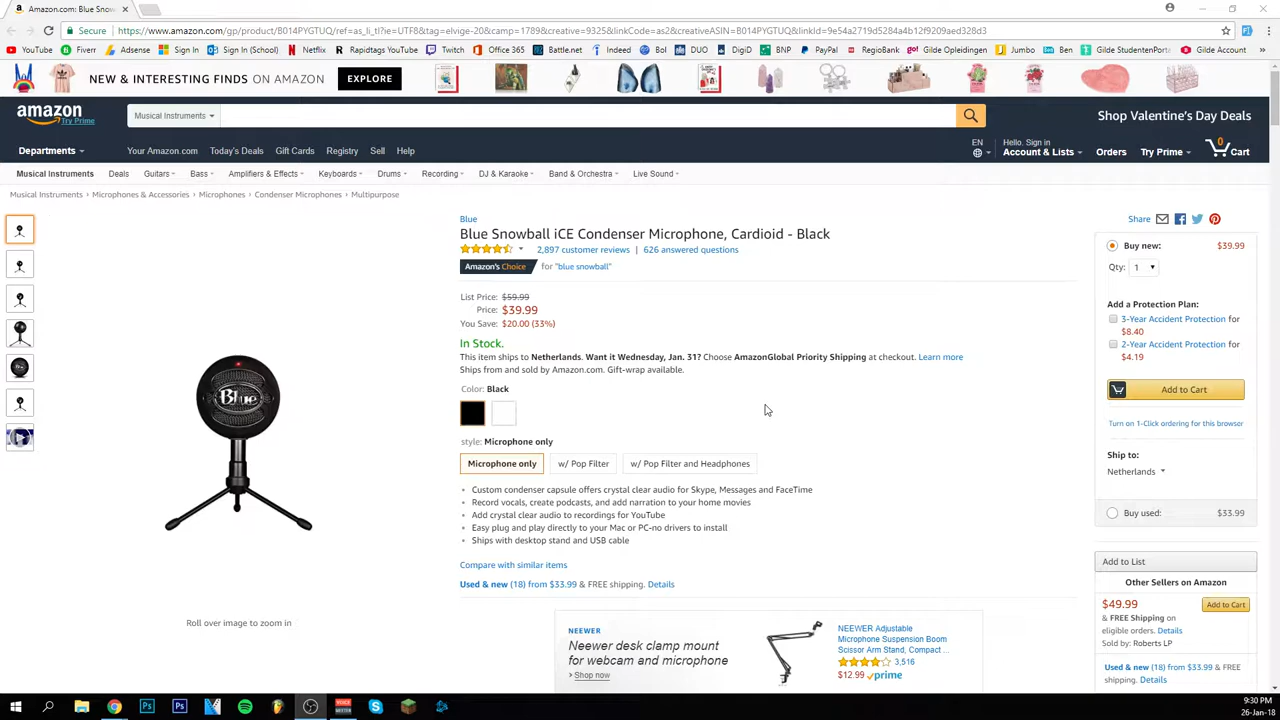 Amazon.com: Blue Snow
Secure
https://www.amazon.com/gp/product/B014PYGTUQ/ref=as_li_tl?ie=UTF8&tag=elvige-20&camp=1789&creative=9325&linkCode=as2&creativeASIN=B014PYGTUQ&linkId=9e54a2719d5284a4b12f9209aed328d3
YouTube Fiverr Adsense Sign In Sign In (School) Netflix Rapidtags YouTube Twitch Office 365 Battle.net Indeed Bol Udemy DigiD BNP PayPal RegioBank Gilde Opleidingen Jumbo Ben Gilde StudentenPort Gilde Account
NEW & INTERESTING FINDS ON AMAZON EXPLORE
amazon
Try Prime
Musical Instruments
Shop Valentine's Day Deals
Departments
Your Amazon.com Today's Deals Gift Cards Registry Sell Help
EN
Hello. Sign in
Account & Lists Orders Try Prime
0
Cart
Musical Instruments Deals Guitars Bass Amplifiers & Effects Keyboards Drums Recording DJ & Karaoke Band & Orchestra Live Sound
Musical Instruments › Microphones & Accessories › Microphones › Condenser Microphones › Multipurpose
Blue
Blue
Blue Snowball iCE Condenser Microphone, Cardioid - Black
2,897 customer reviews | 626 answered questions
Amazon's Choice for "blue snowball"
List Price: $59.99
Price: $39.99
You Save: $20.00 (33%)
In Stock.
This item ships to Netherlands. Want it Wednesday, Jan. 31? Choose AmazonGlobal Priority Shipping at checkout. Learn more
Ships from and sold by Amazon.com. Gift-wrap available.
Color: Black
style: Microphone only
Microphone only w/ Pop Filter w/ Pop Filter and Headphones
• Custom condenser capsule offers crystal clear audio for Skype, Messages and FaceTime
• Record vocals, create podcasts, and add narration to your home movies
• Add crystal clear audio to recordings for YouTube
• Easy plug and play directly to your Mac or PC-no drivers to install
• Ships with desktop stand and USB cable
Compare with similar items
Used & new (18) from $33.99 & FREE shipping. Details
Roll over image to zoom in
NEEWER
Neewer desk clamp mount
for webcam and microphone
› Shop now
NEEWER Adjustable
Microphone Suspension Boom
Scissor Arm Stand, Compact ...
3,516
$12.99 prime
Share
Buy new: $39.99
Qty: 1
Add a Protection Plan:
3-Year Accident Protection for
$8.40
2-Year Accident Protection for
$4.19
Add to Cart
Turn on 1-Click ordering for this browser
Ship to:
Netherlands
Buy used: $33.99
Add to List
Other Sellers on Amazon
$49.99 Add to Cart
& FREE Shipping on
eligible orders. Details
Sold by: Roberts LP
Used & new (18) from $33.99 & FREE
shipping. Details
9:30 PM
26-Jan-18